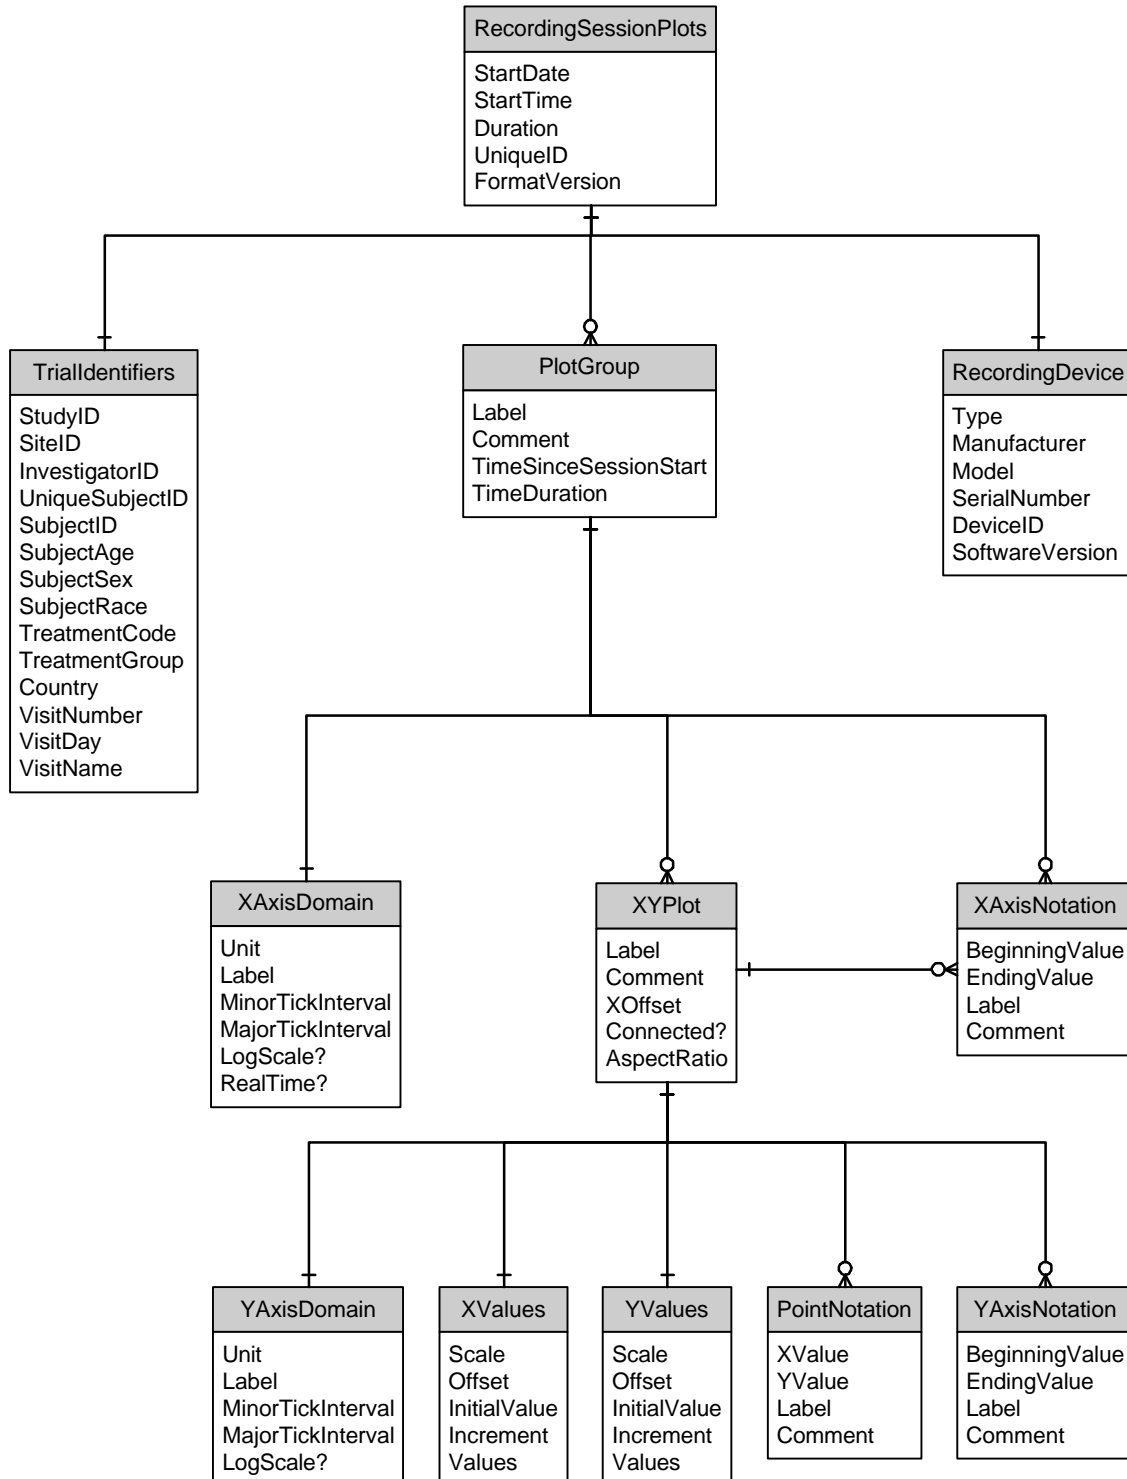 RecordingSessionPlots
StartDate
StartTime
Duration
UniqueID
FormatVersion
TrialIdentifiers
StudyID
SiteID
InvestigatorID
UniqueSubjectID
SubjectID
SubjectAge
SubjectSex
SubjectRace
TreatmentCode
TreatmentGroup
Country
VisitNumber
VisitDay
VisitName
PlotGroup
Label
Comment
TimeSinceSessionStart
TimeDuration
RecordingDevice
Type
Manufacturer
Model
SerialNumber
DeviceID
SoftwareVersion
XAxisDomain
Unit
Label
MinorTickInterval
MajorTickInterval
LogScale?
RealTime?
XYPlot
Label
Comment
XOffset
Connected?
AspectRatio
XAxisNotation
BeginningValue
EndingValue
Label
Comment
YAxisDomain
Unit
Label
MinorTickInterval
MajorTickInterval
LogScale?
XValues
Scale
Offset
InitialValue
Increment
Values
YValues
Scale
Offset
InitialValue
Increment
Values
PointNotation
XValue
YValue
Label
Comment
YAxisNotation
BeginningValue
EndingValue
Label
Comment